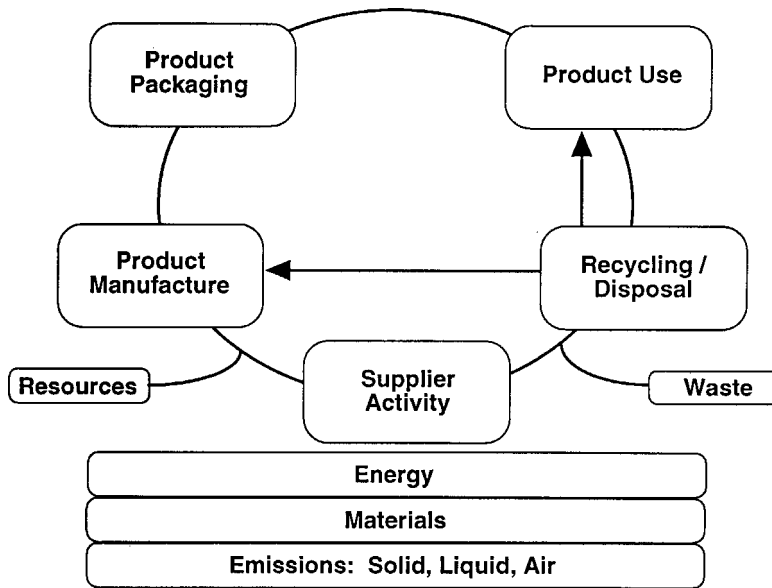 Product
Packaging
Product Use
Product
Manufacture
Recycling /
Disposal
Resources
Supplier
Activity
Waste
Energy
Materials
Emissions: Solid, Liquid, Air